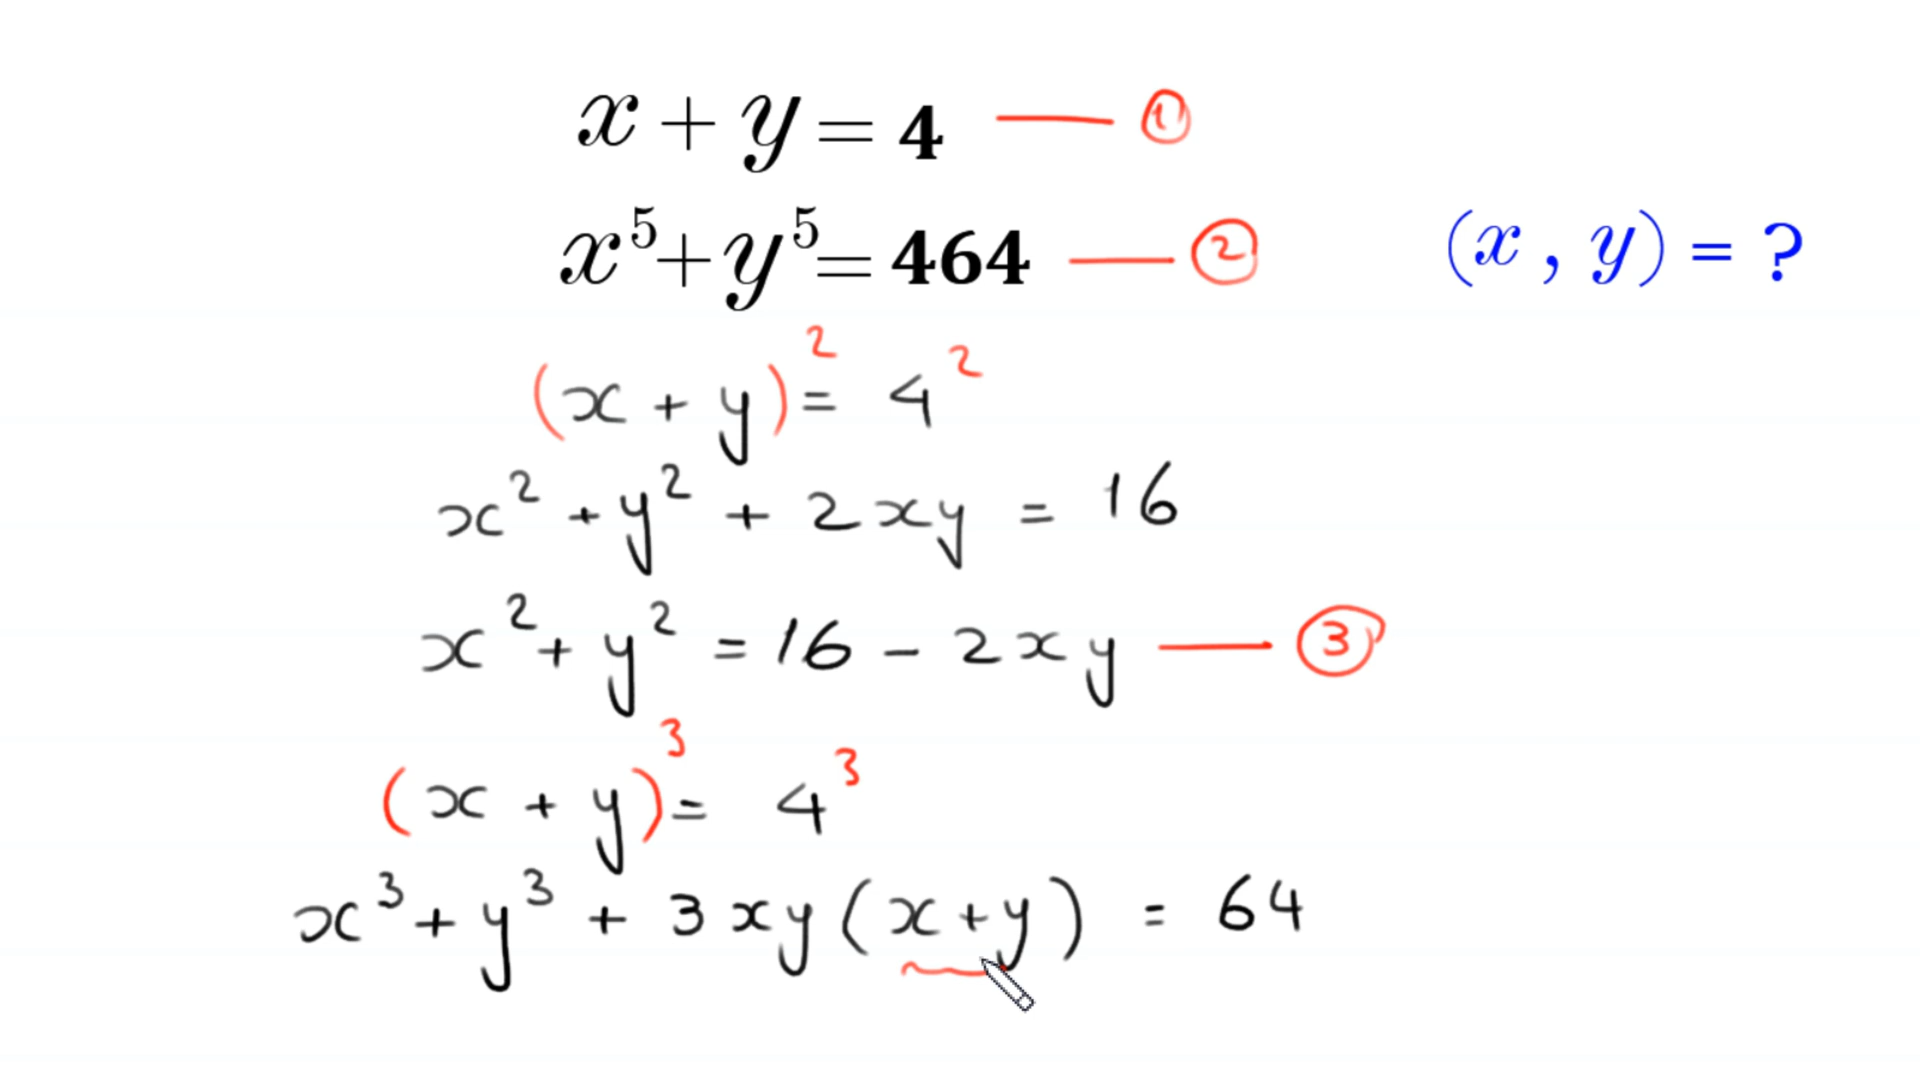 x + y = 4 — ①
x⁵+y⁵= 464 — ②
(x , y) = ?
(x + y)² = 4²
x² + y² + 2xy = 16
x² + y² = 16 - 2xy — ③
(x + y)³ = 4³
x³ + y³ + 3xy(x+y) = 64